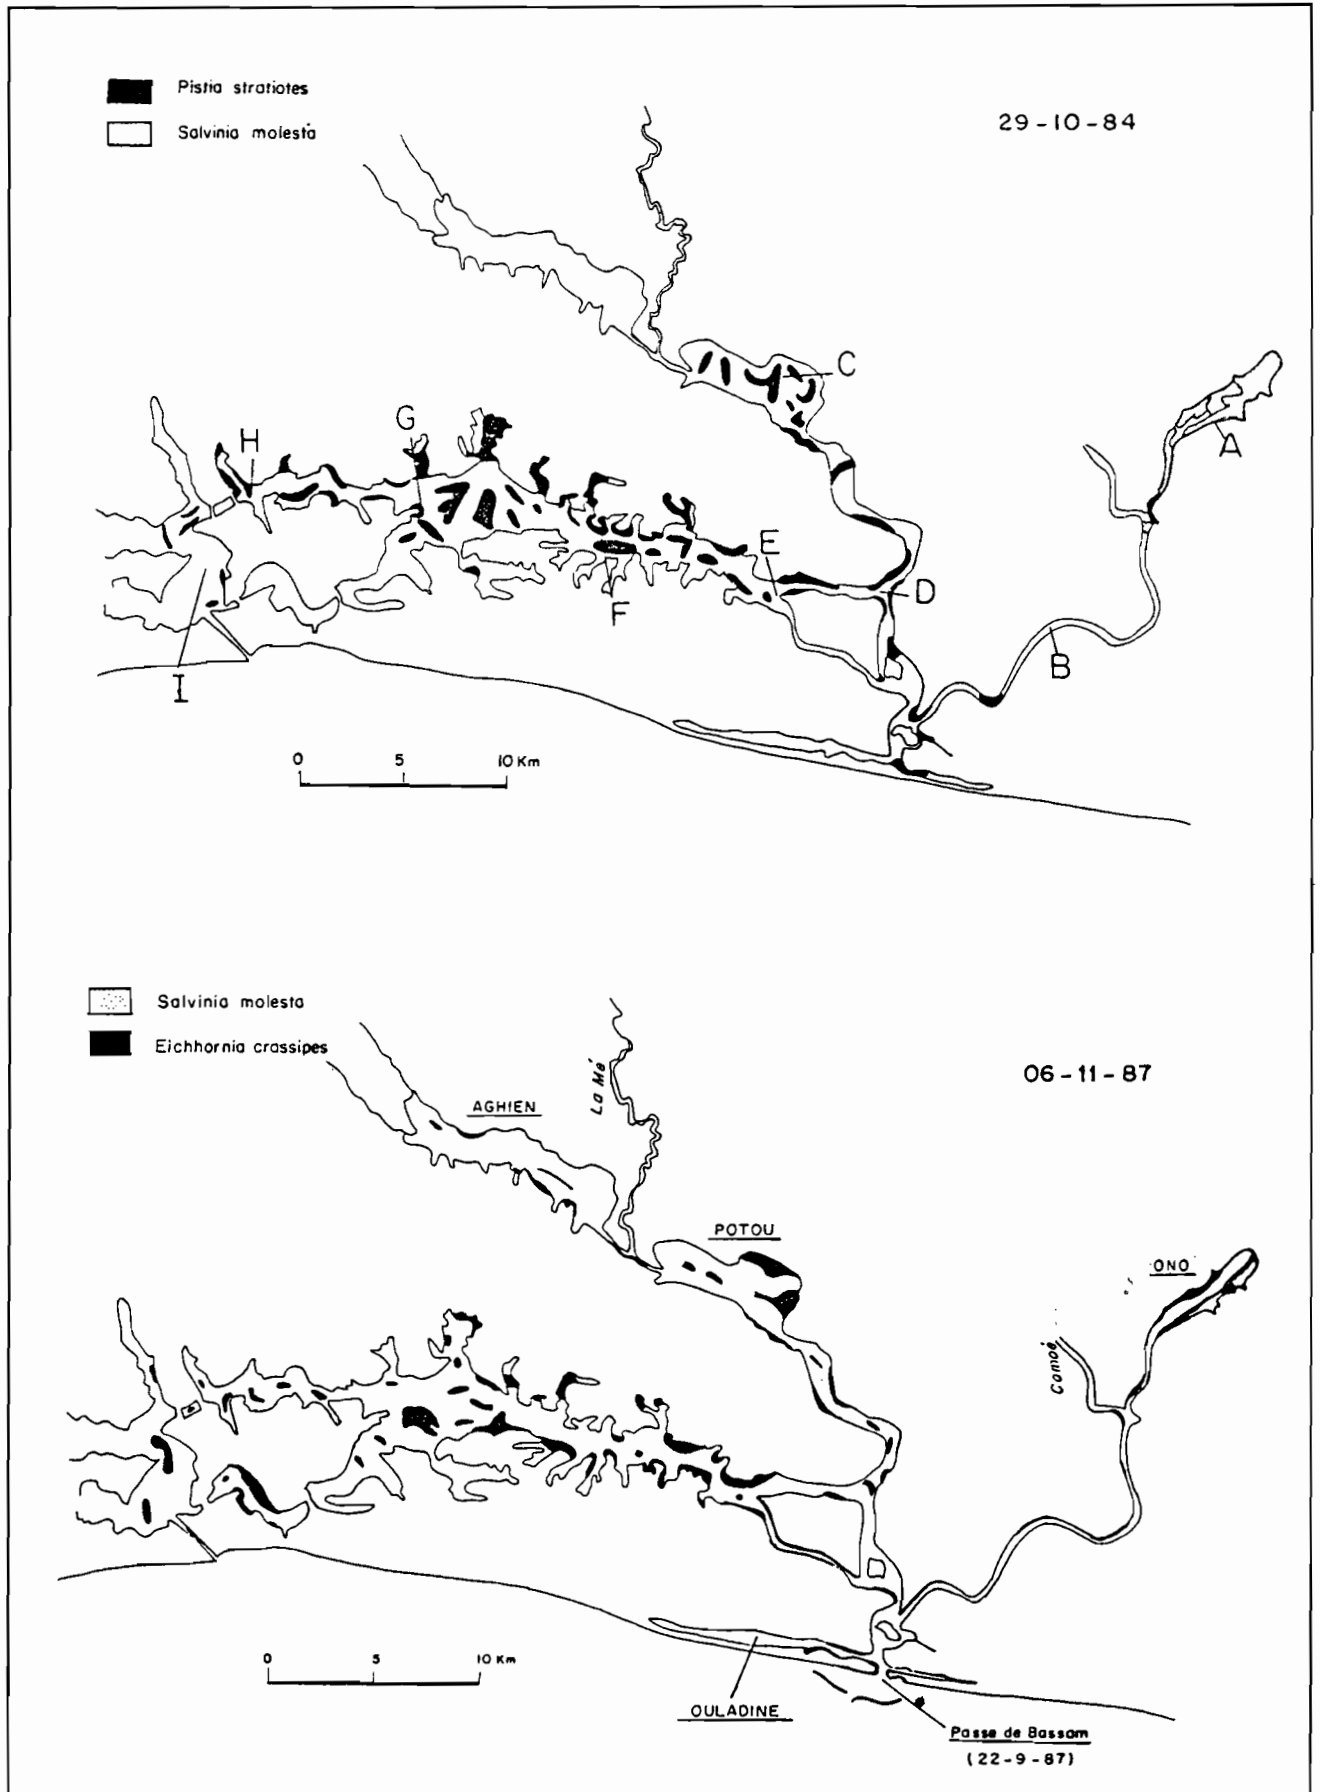 Pistia stratiotes
Salvinia molesta
29-10-84
C
A
G
H
E
D
F
B
I
0 5 10 Km
Salvinia molesta
Eichhornia crassipes
06-11-87
La Mé
AGHIEN
POTOU
ONO
Comoé
0 5 10 Km
OULADINE
Passe de Bassam
(22-9-87)